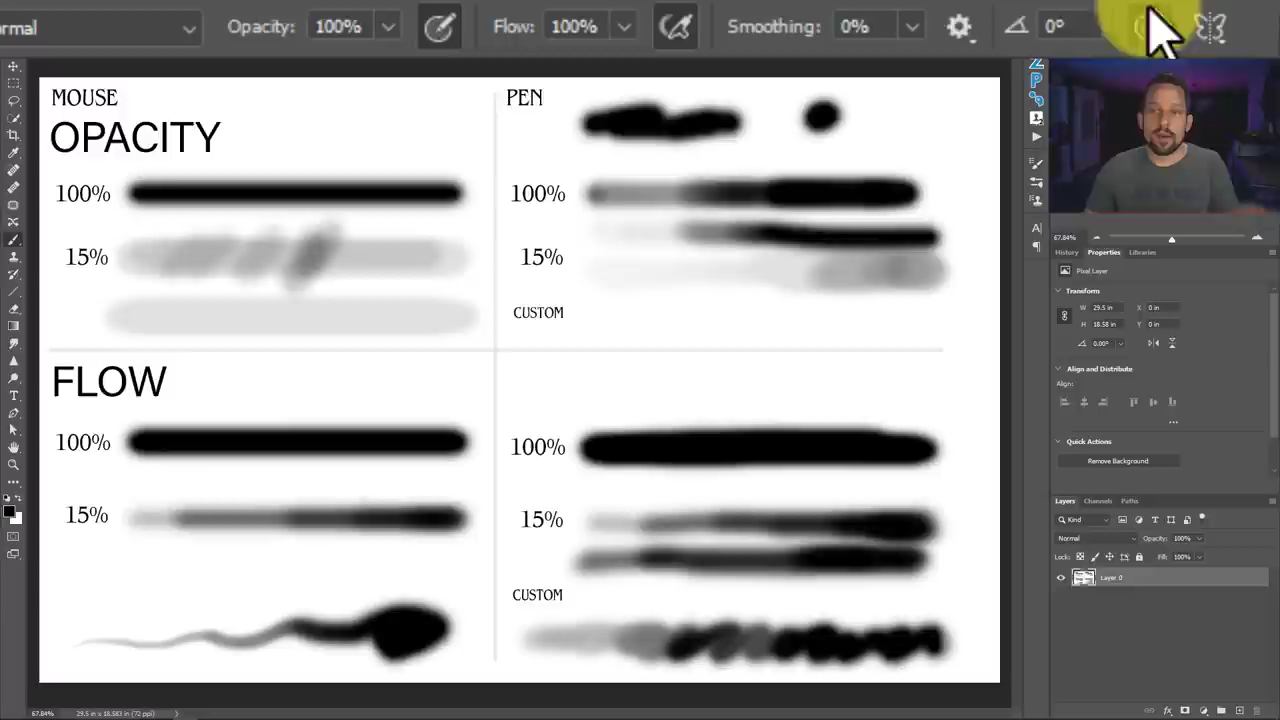 Opacity: 100% Flow: 100% Smoothing: 0% 0°
MOUSE
OPACITY
100%
15%
PEN
100%
15%
CUSTOM
FLOW
100%
15%
100%
15%
CUSTOM
67.84%
History Properties Libraries
Pixel Layer
Transform
W 29.5 in X 0 in
H 18.58 in Y 0 in
0.00°
Align and Distribute
Align:
Quick Actions
Remove Background
Layers Channels Paths
Kind
Normal Opacity: 100%
Lock: Fill: 100%
Layer 0
67.84% 29.5 in x 18.583 in (72 ppi)